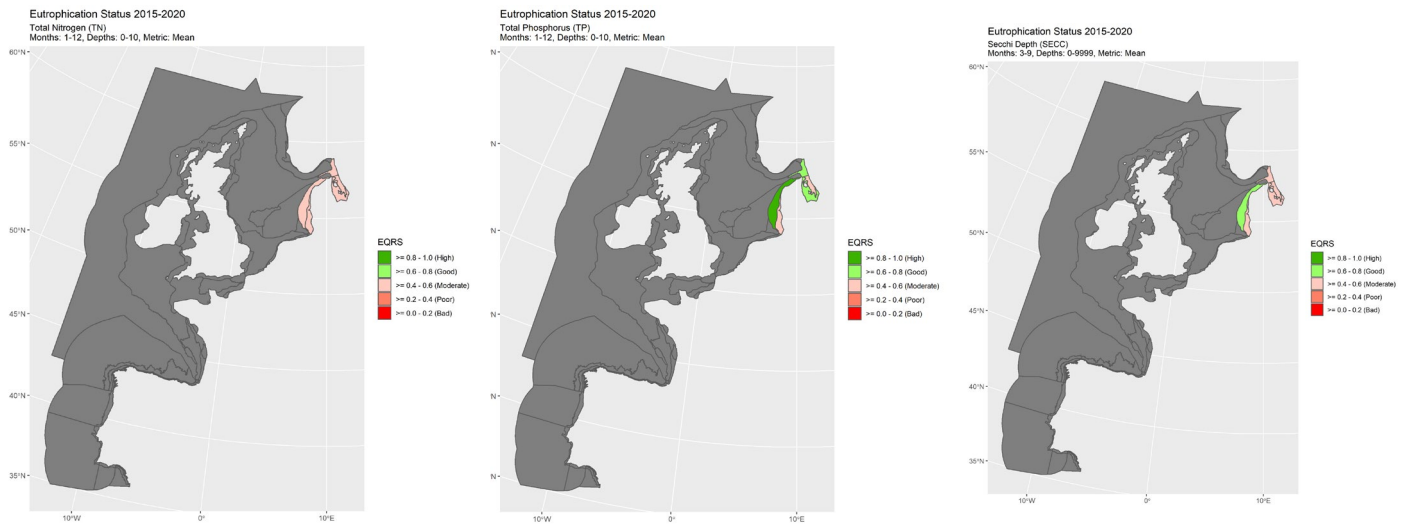 Eutrophication Status 2015-2020
Total Nitrogen (TN)
Months: 1-12, Depths: 0-10, Metric: Mean
60°N
55°N
50°N
45°N
40°N
35°N
10°W
0°
10°E
EQRS
>= 0.8 - 1.0 (High)
>= 0.6 - 0.8 (Good)
>= 0.4 - 0.6 (Moderate)
>= 0.2 - 0.4 (Poor)
>= 0.0 - 0.2 (Bad)
Eutrophication Status 2015-2020
Total Phosphorus (TP)
Months: 1-12, Depths: 0-10, Metric: Mean
N
N
N
N
N
N
10°W
0°
10°E
EQRS
>= 0.8 - 1.0 (High)
>= 0.6 - 0.8 (Good)
>= 0.4 - 0.6 (Moderate)
>= 0.2 - 0.4 (Poor)
>= 0.0 - 0.2 (Bad)
Eutrophication Status 2015-2020
Secchi Depth (SECC)
Months: 3-9, Depths: 0-9999, Metric: Mean
60°N
55°N
50°N
45°N
40°N
35°N
10°W
0°
10°E
EQRS
>= 0.8 - 1.0 (High)
>= 0.6 - 0.8 (Good)
>= 0.4 - 0.6 (Moderate)
>= 0.2 - 0.4 (Poor)
>= 0.0 - 0.2 (Bad)